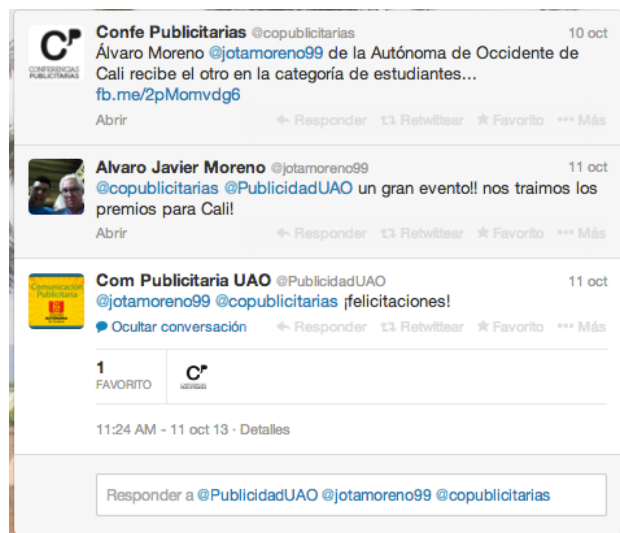 Confe Publicitarias @copublicitarias 10 oct
Álvaro Moreno @jotamoreno99 de la Autónoma de Occidente de
Cali recibe el otro en la categoría de estudiantes...
fb.me/2pMomvdg6
Abrir Responder Retwittear Favorito Más
CONFERENCIAS
PUBLICITARIAS
Alvaro Javier Moreno @jotamoreno99 11 oct
@copublicitarias @PublicidadUAO un gran evento!! nos traimos los
premios para Cali!
Abrir Responder Retwittear Favorito Más
Com Publicitaria UAO @PublicidadUAO 11 oct
@jotamoreno99 @copublicitarias ¡felicitaciones!
Ocultar conversación Responder Retwittear Favorito Más
Comunicación
Publicitaria
1
FAVORITO
11:24 AM - 11 oct 13 · Detalles
Responder a @PublicidadUAO @jotamoreno99 @copublicitarias